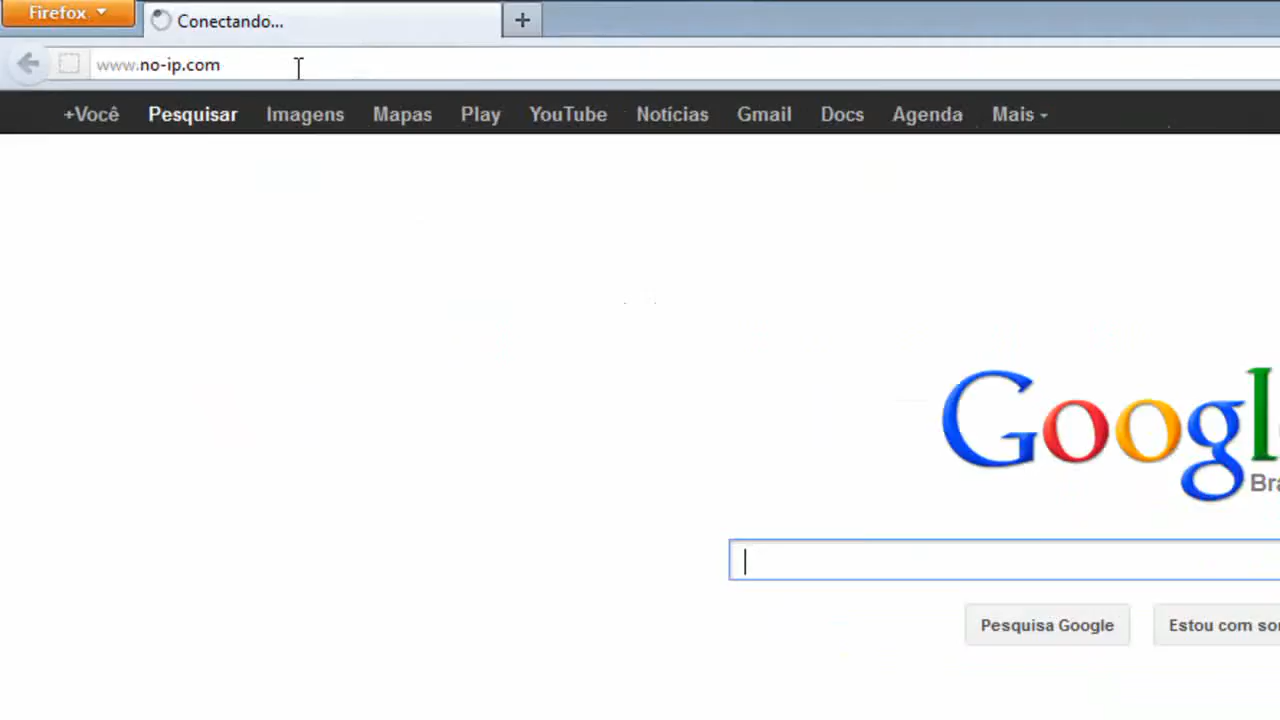 Firefox
Conectando...
www.no-ip.com
+Você Pesquisar Imagens Mapas Play YouTube Notícias Gmail Docs Agenda Mais
Googl
Bra
Pesquisa Google Estou com sor